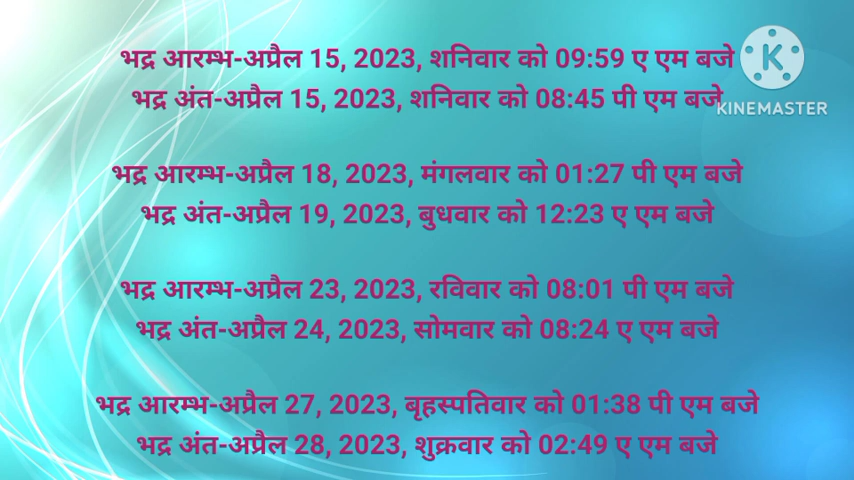 भद्र आरम्भ-अप्रैल 15, 2023, शनिवार को 09:59 ए एम बजे
भद्र अंत-अप्रैल 15, 2023, शनिवार को 08:45 पी एम बजे
KINEMASTER
भद्र आरम्भ-अप्रैल 18, 2023, मंगलवार को 01:27 पी एम बजे
भद्र अंत-अप्रैल 19, 2023, बुधवार को 12:23 ए एम बजे
भद्र आरम्भ-अप्रैल 23, 2023, रविवार को 08:01 पी एम बजे
भद्र अंत-अप्रैल 24, 2023, सोमवार को 08:24 ए एम बजे
भद्र आरम्भ-अप्रैल 27, 2023, बृहस्पतिवार को 01:38 पी एम बजे
भद्र अंत-अप्रैल 28, 2023, शुक्रवार को 02:49 ए एम बजे